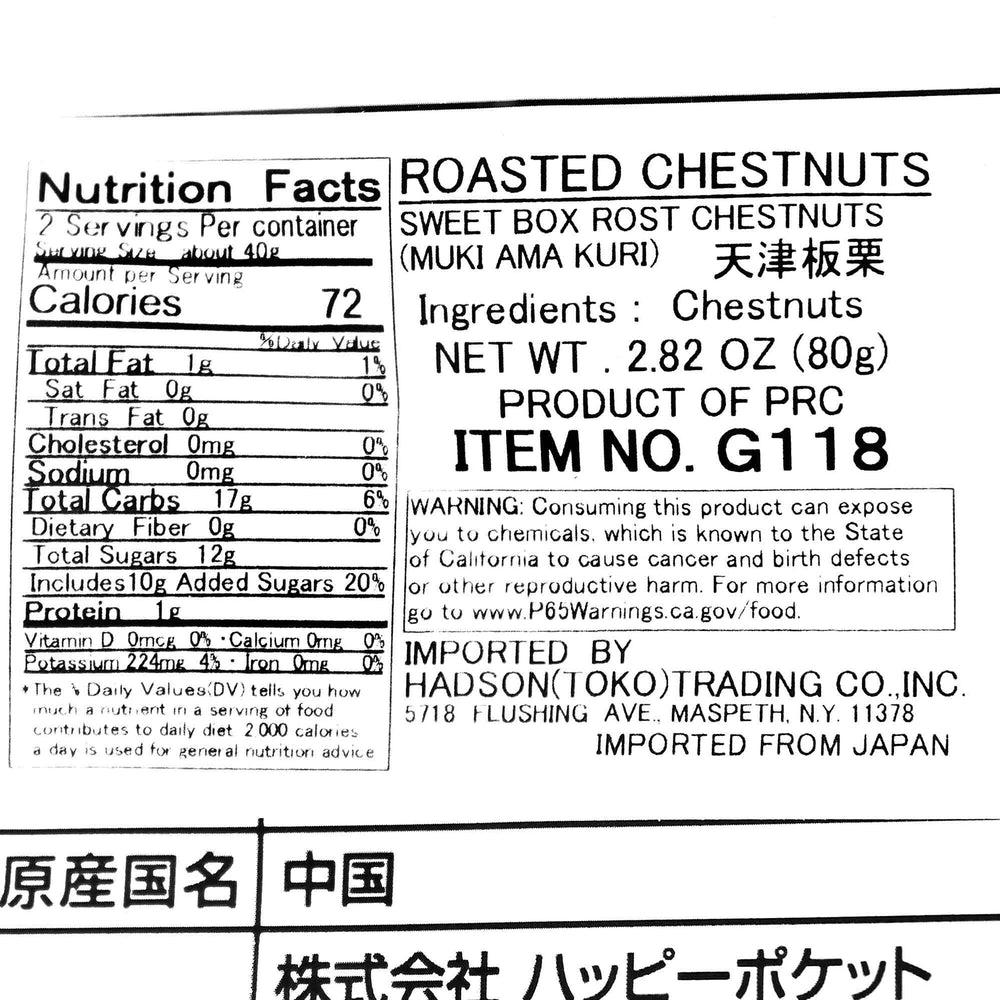 Nutrition Facts
2 Servings Per container
Serving Size about 40g
Amount per Serving
Calories 72
%Daily Value
Total Fat 1g 1%
Sat Fat 0g 0%
Trans Fat 0g
Cholesterol 0mg 0%
Sodium 0mg 0%
Total Carbs 17g 6%
Dietary Fiber 0g 0%
Total Sugars 12g
Includes10g Added Sugars 20%
Protein 1g
Vitamin D 0mcg 0% ・Calcium 0mg 0%
Potassium 224mg 4% ・ Iron 0mg 0%
*The % Daily Values(DV) tells you how
much a nutrient in a serving of food
contributes to daily diet 2 000 calories
a day is used for general nutrition advice
ROASTED CHESTNUTS
SWEET BOX ROST CHESTNUTS
(MUKI AMA KURI) 天津板栗
Ingredients : Chestnuts
NET WT . 2.82 OZ (80g)
PRODUCT OF PRC
ITEM NO. G118
WARNING: Consuming this product can expose
you to chemicals, which is known to the State
of California to cause cancer and birth defects
or other reproductive harm. For more information
go to www.P65Warnings.ca.gov/food.
IMPORTED BY
HADSON(TOKO)TRADING CO.,INC.
5718 FLUSHING AVE., MASPETH, N.Y. 11378
IMPORTED FROM JAPAN
原産国名 中国
株式会社 ハッピーポケット